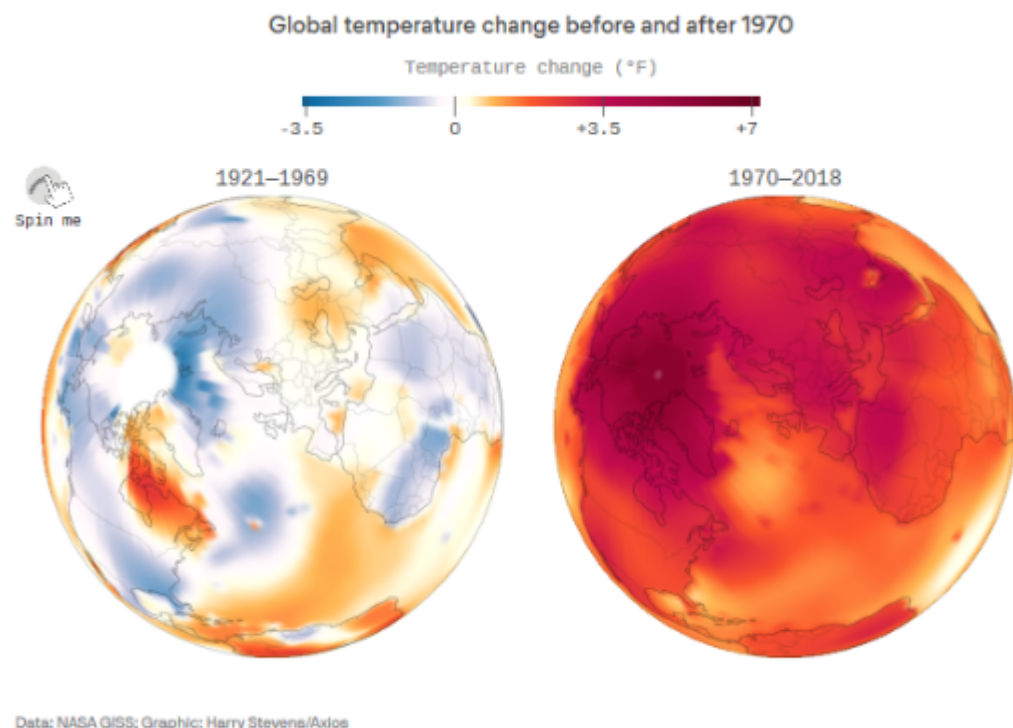 Global temperature change before and after 1970
Temperature change (°F)
-3.5 0 +3.5 +7
Spin me
1921—1969
1970—2018
Data: NASA GISS; Graphic: Harry Stevens/Axios